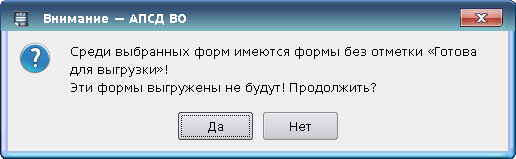 Внимание — АПСД ВО
Среди выбранных форм имеются формы без отметки «Готова
для выгрузки»!
Эти формы выгружены не будут! Продолжить?
Да
Нет